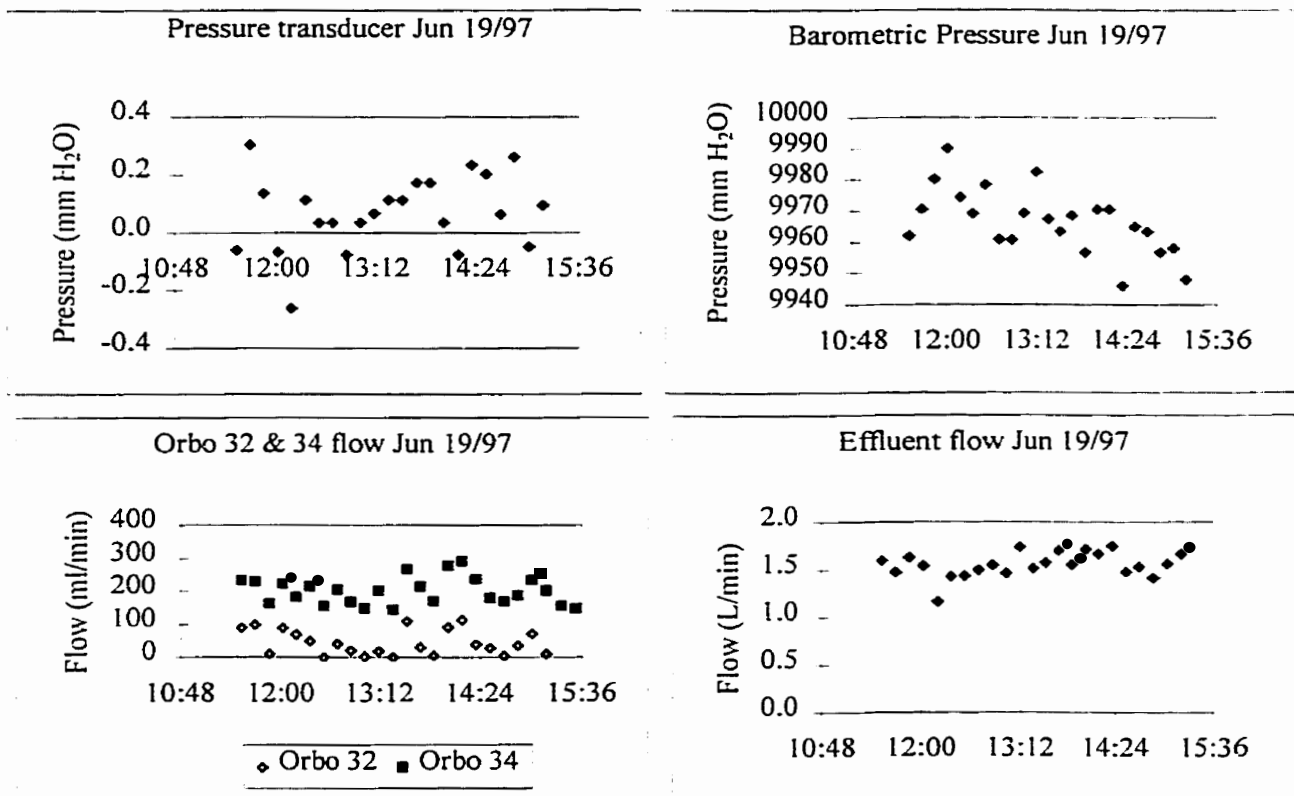 Pressure transducer Jun 19/97
Pressure (mm H₂O)
0.4
0.2
0.0
-0.2
-0.4
10:48 12:00 13:12 14:24 15:36
Barometric Pressure Jun 19/97
Pressure (mm H₂O)
10000
9990
9980
9970
9960
9950
9940
10:48 12:00 13:12 14:24 15:36
Orbo 32 & 34 flow Jun 19/97
Flow (ml/min)
400
300
200
100
0
10:48 12:00 13:12 14:24 15:36
Orbo 32 Orbo 34
Effluent flow Jun 19/97
Flow (L/min)
2.0
1.5
1.0
0.5
0.0
10:48 12:00 13:12 14:24 15:36